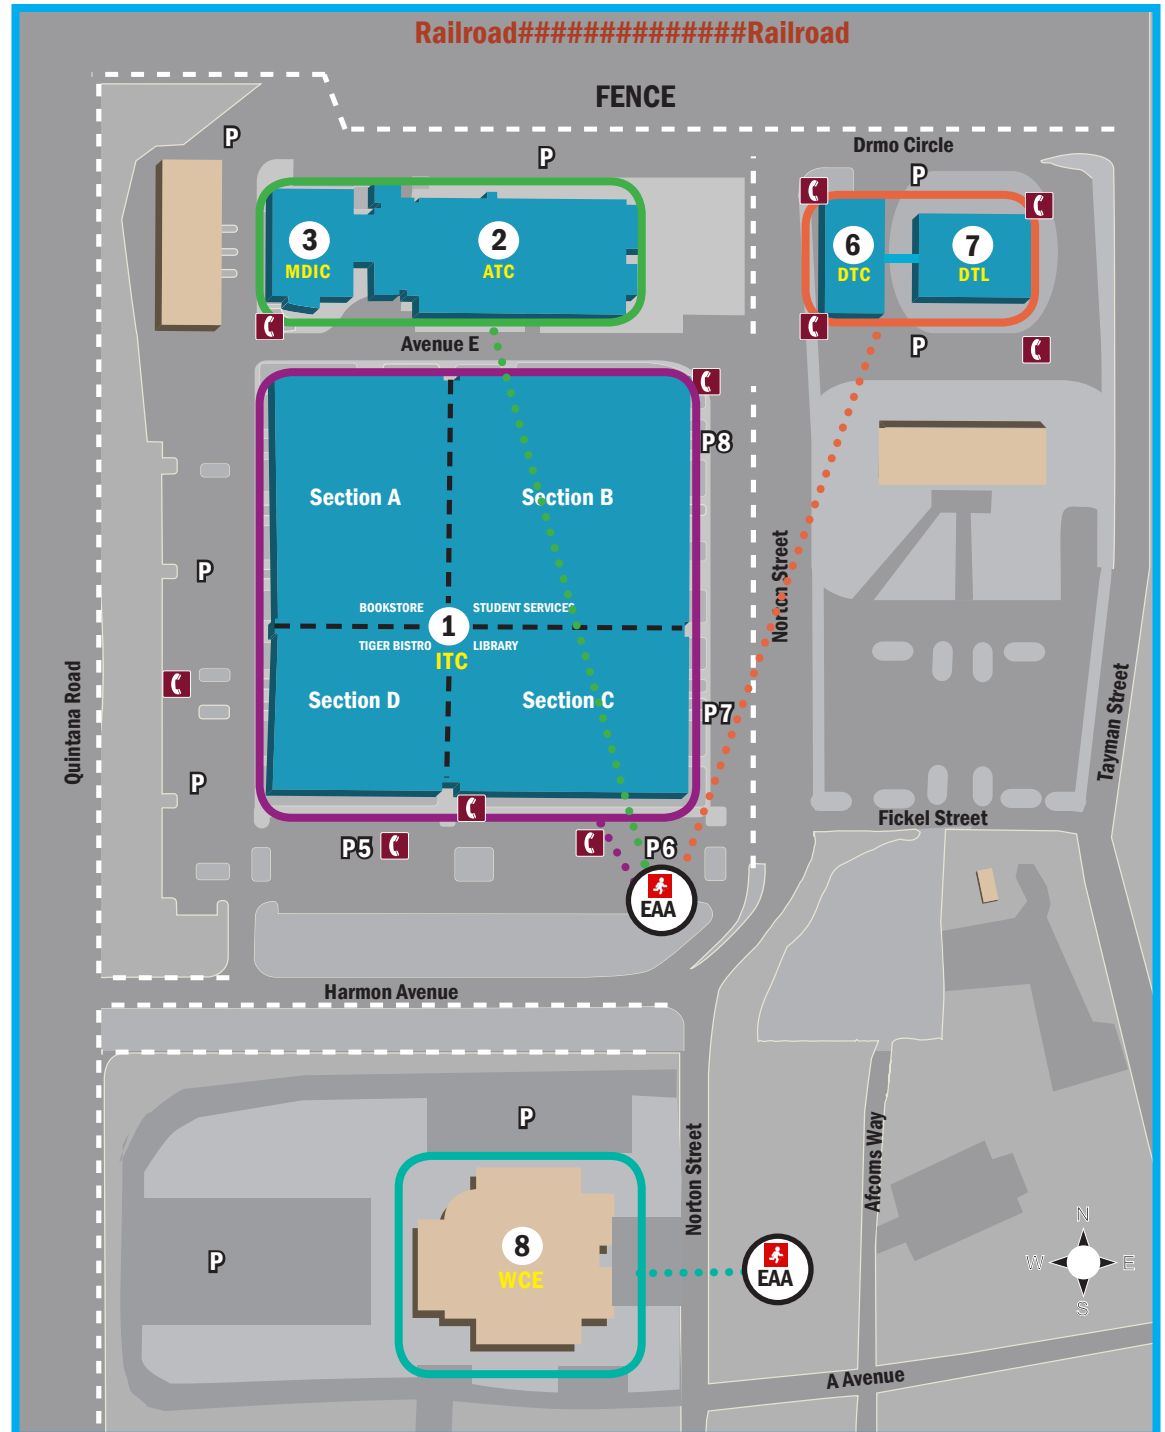 Railroad##############Railroad
FENCE
Drmo Circle
P
P
P
3
MDIC
2
ATC
6
DTC
7
DTL
Avenue E
P
P8
Section A
Section B
Norton Street
P
BOOKSTORE
STUDENT SERVICES
1
TIGER BISTRO
LIBRARY
ITC
Section D
Section C
P7
Quintana Road
Tayman Street
P
Fickel Street
P5
P6
EAA
Harmon Avenue
P
Norton Street
Afcoms Way
P
8
WCE
EAA
N
W
E
S
A Avenue